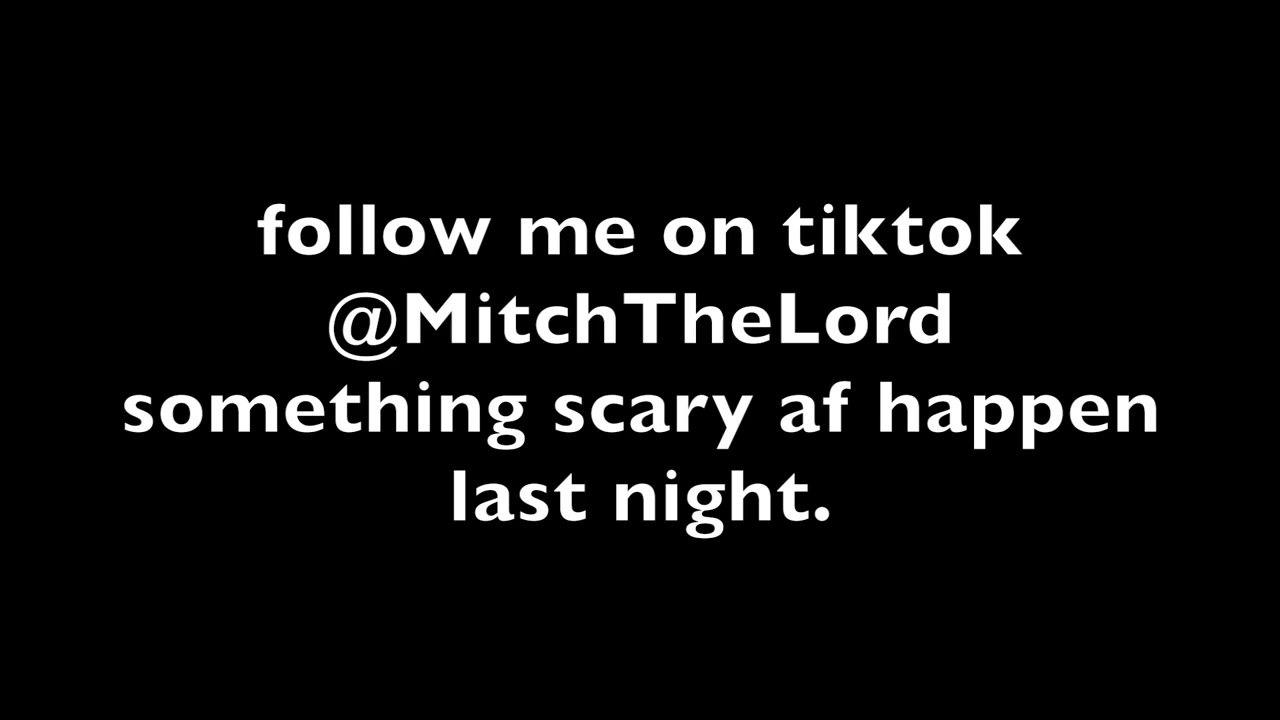 follow me on tiktok
@MitchTheLord
something scary af happen
last night.